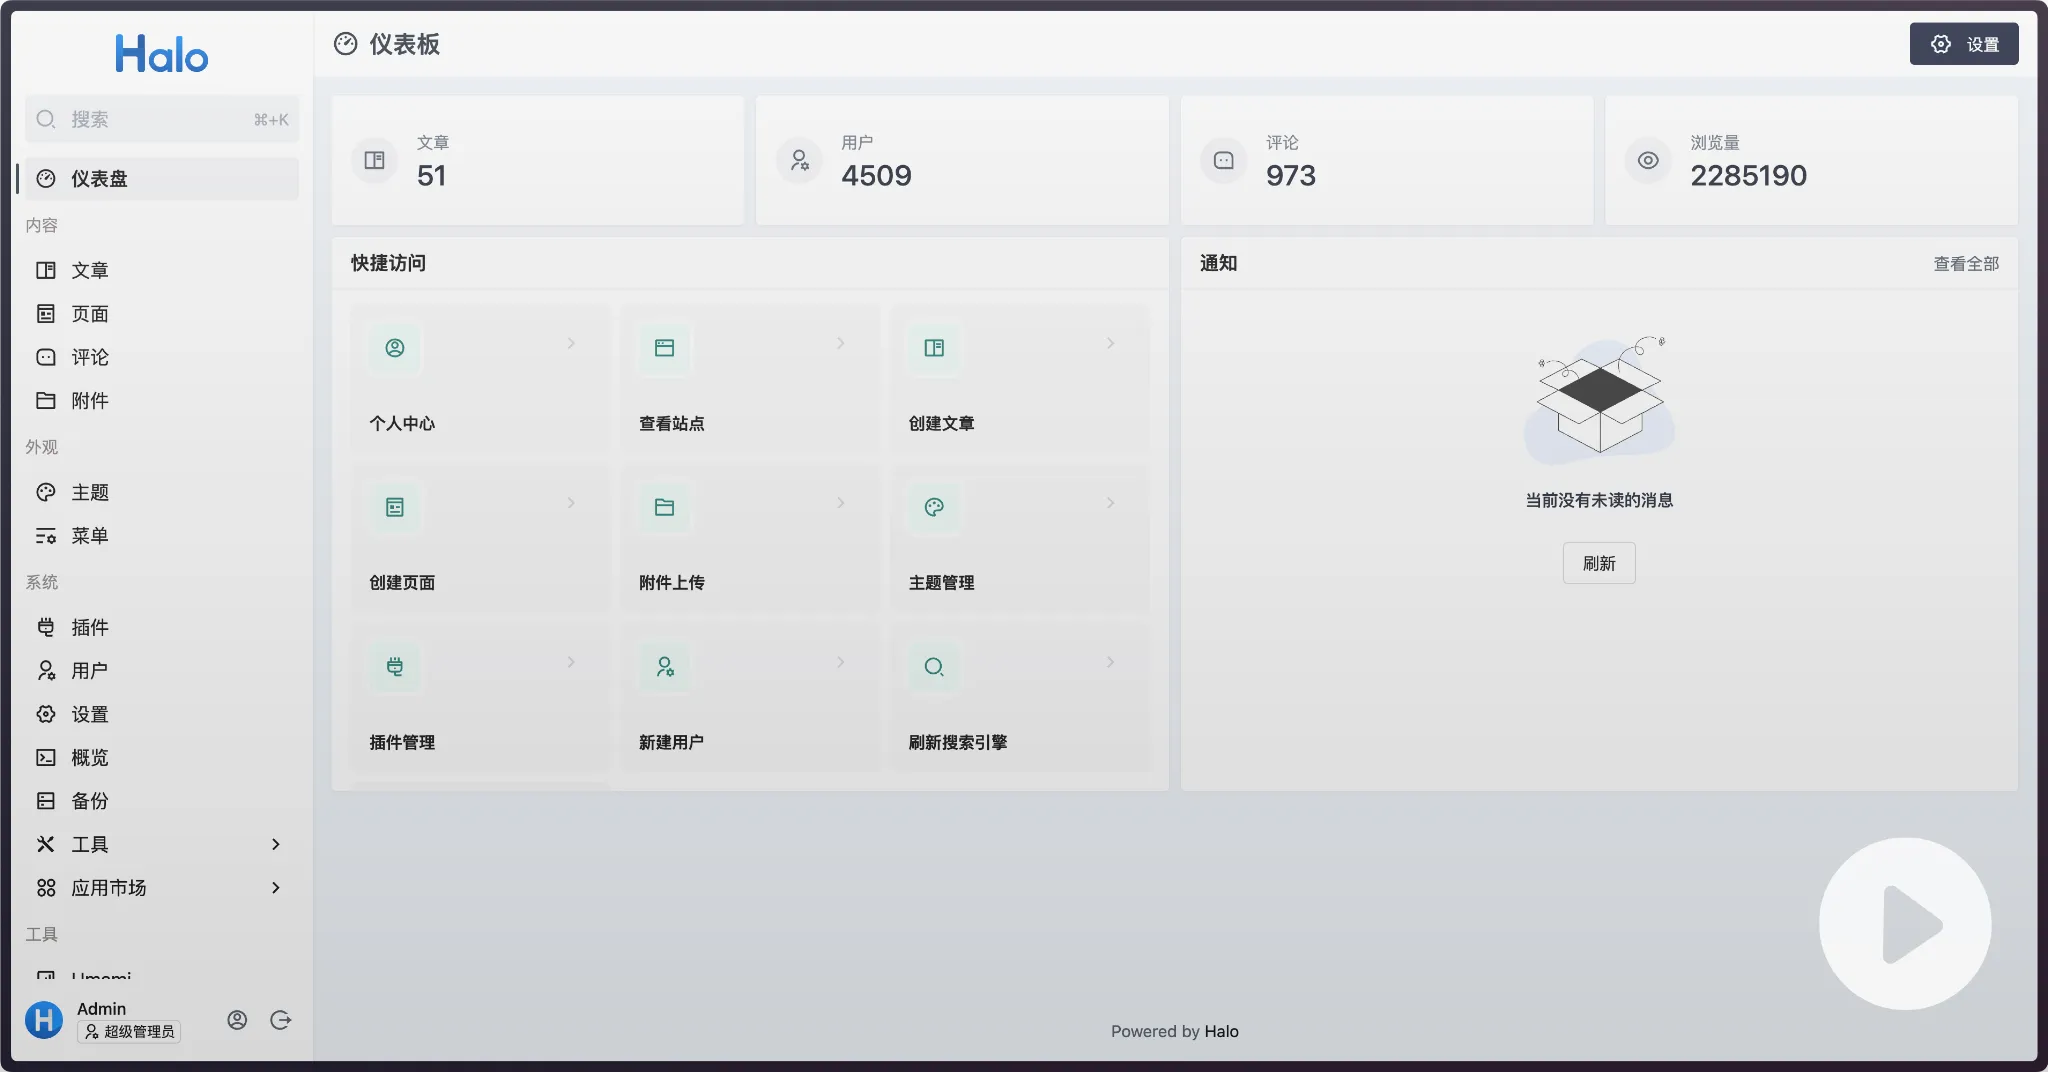 Halo
搜索 ⌘+K
仪表盘
内容
文章
页面
评论
附件
外观
主题
菜单
系统
插件
用户
设置
概览
备份
工具
应用市场
工具
Umami
Admin
超级管理员
仪表板
设置
文章
51
用户
4509
评论
973
浏览量
2285190
快捷访问
个人中心
查看站点
创建文章
创建页面
附件上传
主题管理
插件管理
新建用户
刷新搜索引擎
通知
查看全部
当前没有未读的消息
刷新
Powered by Halo